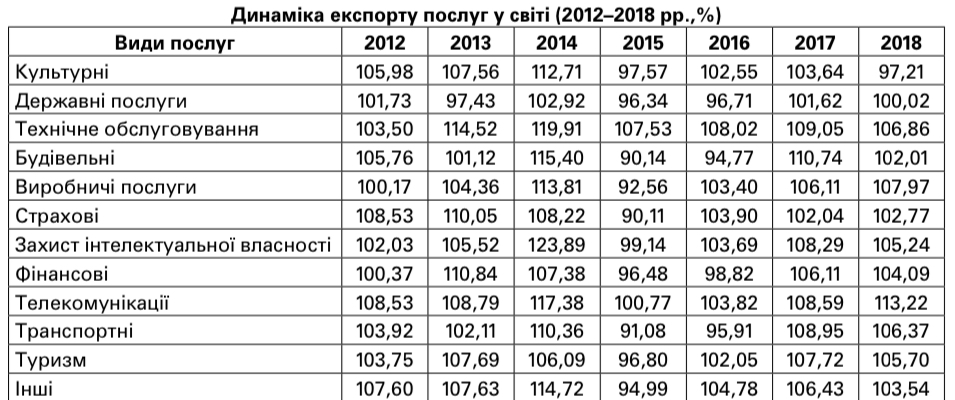 Динаміка експорту послуг у світі (2012–2018 рр.,%)
Види послуг 2012 2013 2014 2015 2016 2017 2018
Культурні 105,98 107,56 112,71 97,57 102,55 103,64 97,21
Державні послуги 101,73 97,43 102,92 96,34 96,71 101,62 100,02
Технічне обслуговування 103,50 114,52 119,91 107,53 108,02 109,05 106,86
Будівельні 105,76 101,12 115,40 90,14 94,77 110,74 102,01
Виробничі послуги 100,17 104,36 113,81 92,56 103,40 106,11 107,97
Страхові 108,53 110,05 108,22 90,11 103,90 102,04 102,77
Захист інтелектуальної власності 102,03 105,52 123,89 99,14 103,69 108,29 105,24
Фінансові 100,37 110,84 107,38 96,48 98,82 106,11 104,09
Телекомунікації 108,53 108,79 117,38 100,77 103,82 108,59 113,22
Транспортні 103,92 102,11 110,36 91,08 95,91 108,95 106,37
Туризм 103,75 107,69 106,09 96,80 102,05 107,72 105,70
Інші 107,60 107,63 114,72 94,99 104,78 106,43 103,54